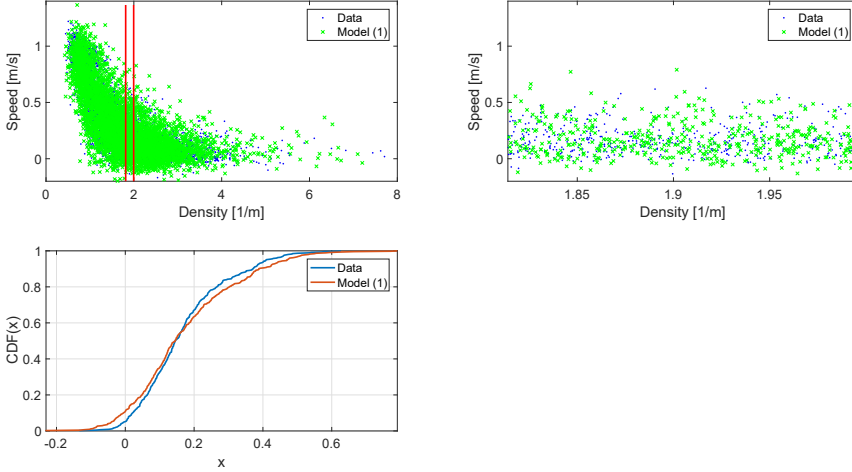 Speed [m/s]
1
0.5
0
0
2
4
6
8
Density [1/m]
Data
Model (1)
Speed [m/s]
1
0.5
0
1.85
1.9
1.95
Density [1/m]
Data
Model (1)
CDF(x)
1
0.8
0.6
0.4
0.2
0
-0.2
0
0.2
0.4
0.6
x
Data
Model (1)